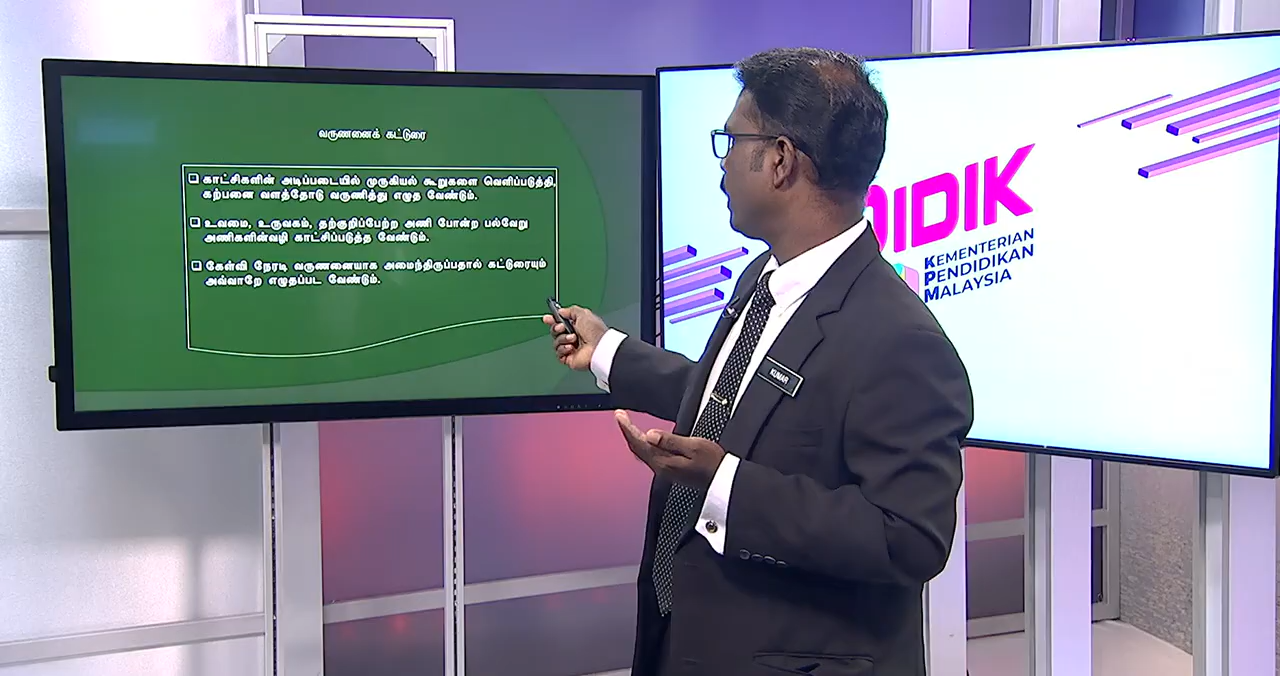 வருணனைக் கட்டுரை
காட்சிகளின் அடிப்படையில் முருகியல் கூறுகளை வெளிப்படுத்தி,
கற்பனை வளத்தோடு வருணித்து எழுத வேண்டும்.
உவமை, உருவகம், தற்குறிப்பேற்ற அணி போன்ற பல்வேறு
அணிகளின்வழி காட்சிப்படுத்த வேண்டும்.
கேள்வி நேரடி வருணனையாக அமைந்திருப்பதால் கட்டுரையும்
அவ்வாறே எழுதப்பட வேண்டும்.
DIDIK
KEMENTERIAN
PENDIDIKAN
MALAYSIA
KUMAR